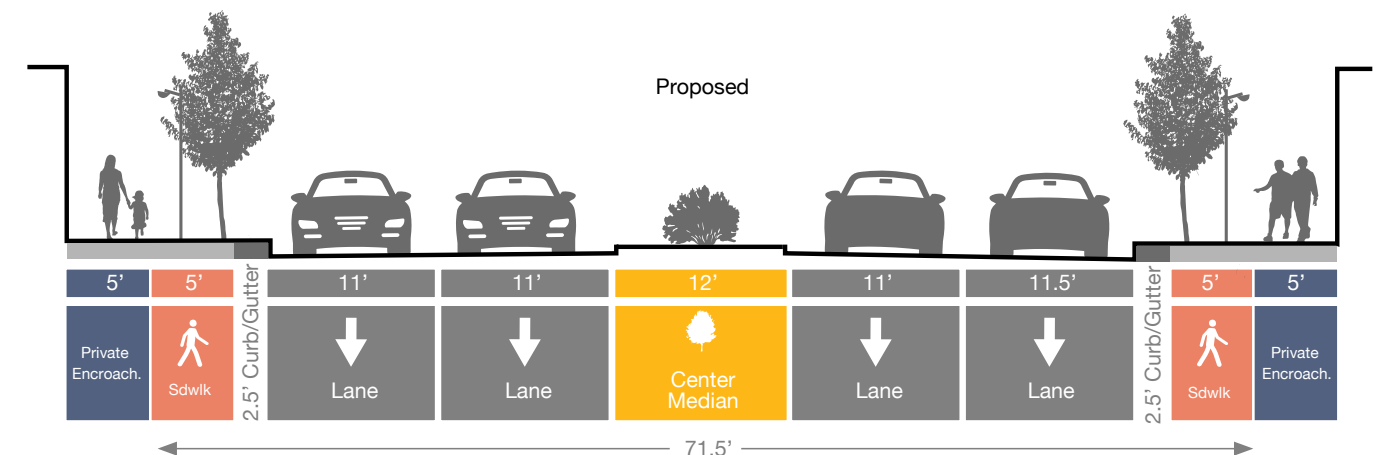 Proposed
5’ 5’ 2.5’ Curb/Gutter 11’ 11’ 12’ 11’ 11.5’ 2.5’ Curb/Gutter 5’ 5’
Private
Encroach.
Sdwlk
Lane
Lane
Center
Median
Lane
Lane
Sdwlk
Private
Encroach.
71.5’